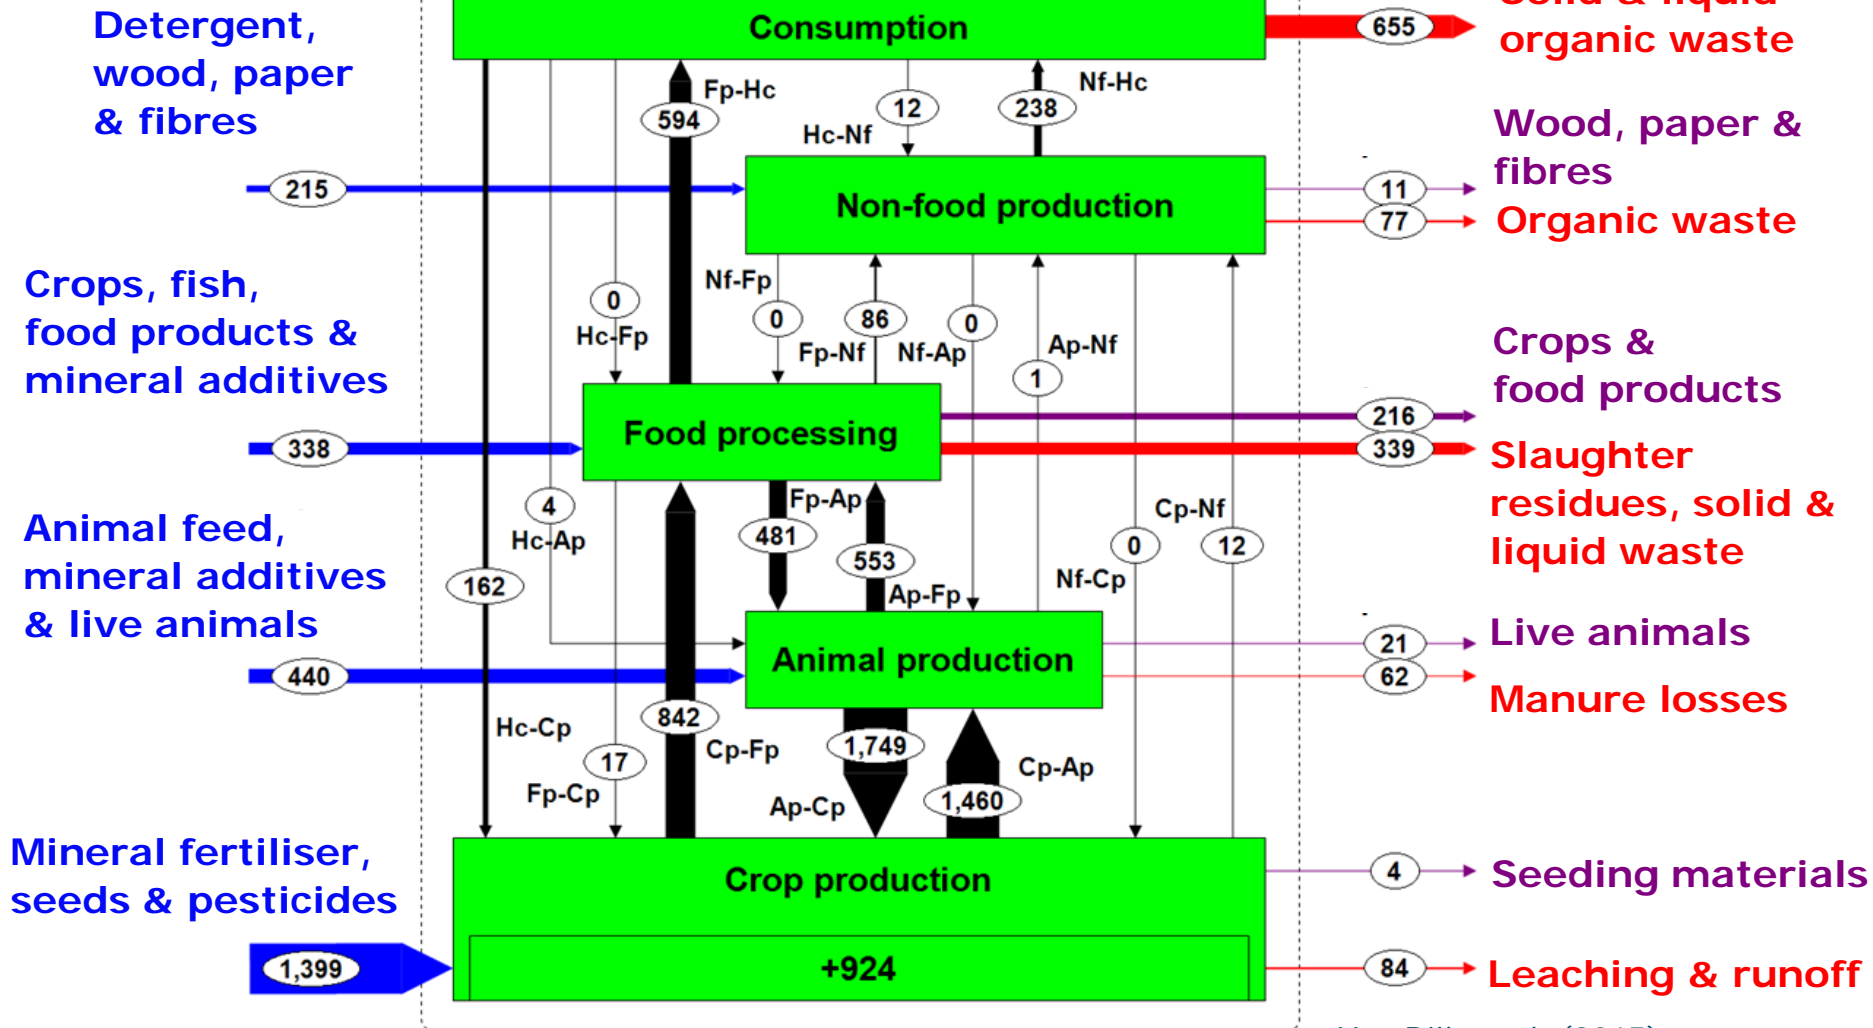 Detergent,
wood, paper
& fibres
Consumption
655
Solid & liquid
organic waste
Fp-Hc
594
12
Hc-Nf
238
Nf-Hc
215
Non-food production
Wood, paper &
fibres
11
77
Organic waste
Crops, fish,
food products &
mineral additives
0
Hc-Fp
Nf-Fp
0
86
Fp-Nf
0
Nf-Ap
Ap-Nf
1
Crops &
food products
338
Food processing
216
339
Slaughter
residues, solid &
liquid waste
Animal feed,
mineral additives
& live animals
4
Hc-Ap
162
Fp-Ap
481
553
Ap-Fp
Cp-Nf
0
12
Nf-Cp
440
Animal production
21
Live animals
62
Manure losses
Hc-Cp
842
Cp-Fp
17
Fp-Cp
1,749
Ap-Cp
1,460
Cp-Ap
Mineral fertiliser,
seeds & pesticides
Crop production
4
Seeding materials
1,399
+924
84
Leaching & runoff